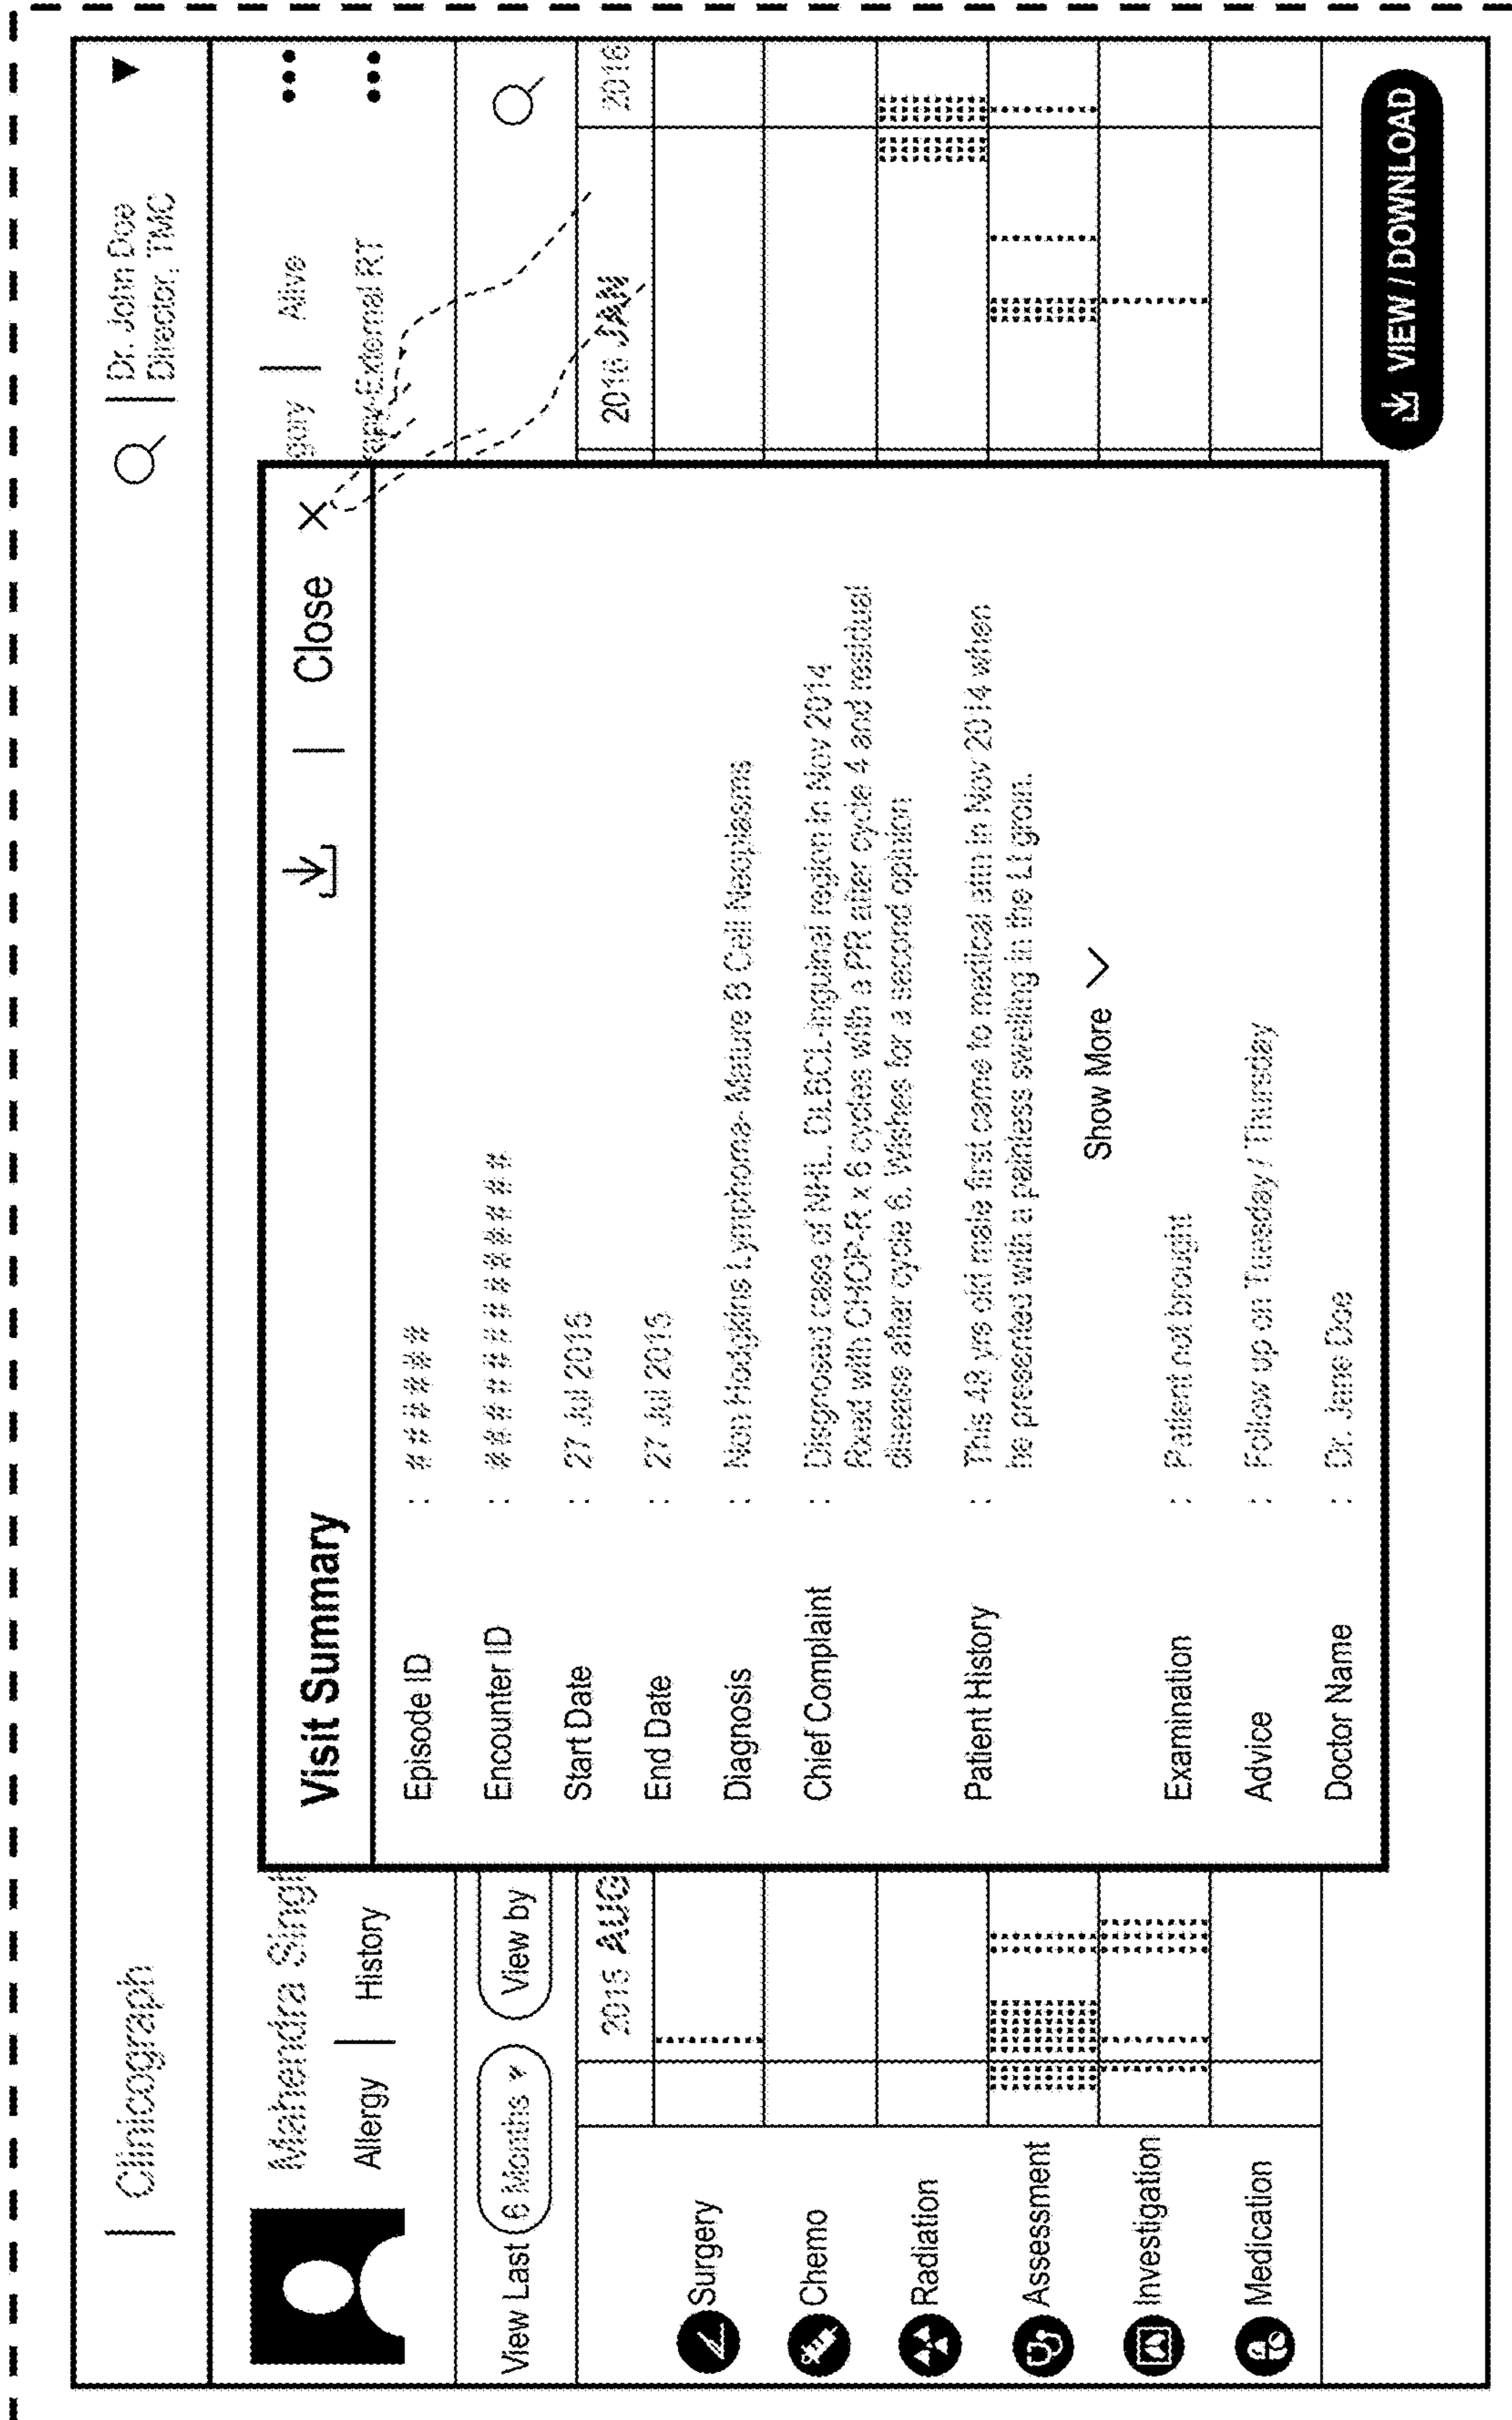 Clinicograph
Dr. John Doe
Director, TMC
Mahendra Singh
gory | Alive
Allergy | History
apy-External RT
View Last 6 Months
View by
2015 AUG
2016 JAN
2016
Surgery
Chemo
Radiation
Assessment
Investigation
Medication
Visit Summary
Close
Episode ID : ######
Encounter ID : #############
Start Date : 27 Jul 2015
End Date : 27 Jul 2015
Diagnosis : Non Hodgkins Lymphoma- Mature B Cell Neoplasms
Chief Complaint : Disgnosed case of NHL. DLBCL-inguinal region in Nov 2014
Rxed with CHOP-R x 6 cycles with a PR after cycle 4 and residual
disease after cycle 6. Wishes for a second opinion
Patient History : This 48 yrs old male first came to medical attn in Nov 2014 when
he presented with a painless swelling in the Lt groin.
Show More
Examination : Patient not brought
Advice : Follow up on Tuesday / Thursday
Doctor Name : Dr. Jane Doe
VIEW / DOWNLOAD